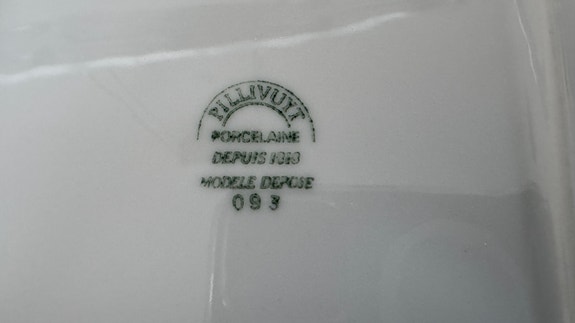 PILLIVUYT
PORCELAINE
DEPUIS 1818
MODELE DEPOSE
093